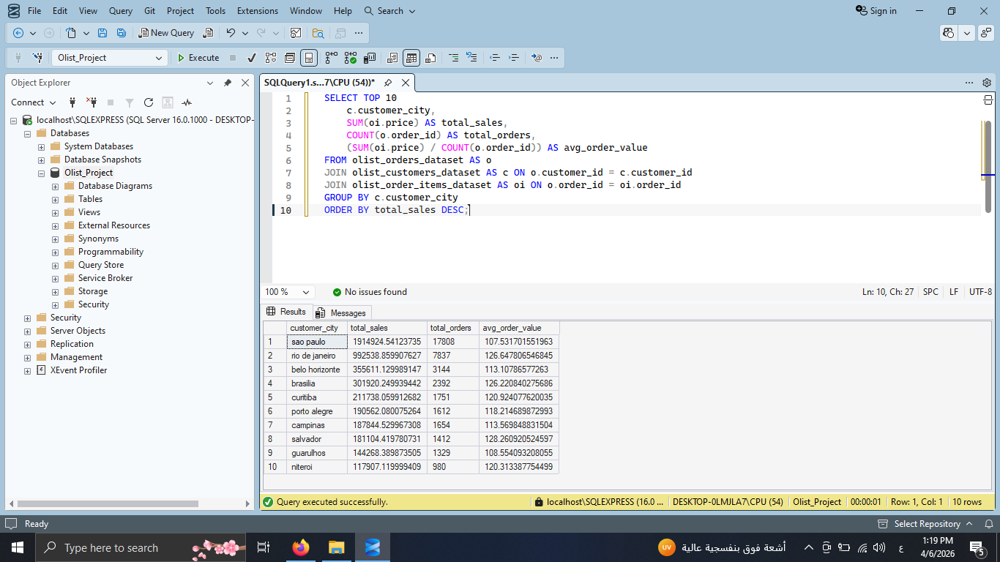 File Edit View Query Git Project Tools Extensions Window Help Search Sign in
New Query
Olist_Project Execute
Object Explorer
Connect
localhost\SQLEXPRESS (SQL Server 16.0.1000 - DESKTOP-
Databases
System Databases
Database Snapshots
Olist_Project
Database Diagrams
Tables
Views
External Resources
Synonyms
Programmability
Query Store
Service Broker
Storage
Security
Security
Server Objects
Replication
Management
XEvent Profiler
SQLQuery1.s...7\CPU (54))*
1 SELECT TOP 10
2 c.customer_city,
3 SUM(oi.price) AS total_sales,
4 COUNT(o.order_id) AS total_orders,
5 (SUM(oi.price) / COUNT(o.order_id)) AS avg_order_value
6 FROM olist_orders_dataset AS o
7 JOIN olist_customers_dataset AS c ON o.customer_id = c.customer_id
8 JOIN olist_order_items_dataset AS oi ON o.order_id = oi.order_id
9 GROUP BY c.customer_city
10 ORDER BY total_sales DESC;
100 % No issues found Ln: 10, Ch: 27 SPC LF UTF-8
Results Messages
customer_city total_sales total_orders avg_order_value
1 sao paulo 1914924.54123735 17808 107.531701551963
2 rio de janeiro 992538.859907627 7837 126.647806546845
3 belo horizonte 355611.129989147 3144 113.10786577263
4 brasilia 301920.249939442 2392 126.220840275686
5 curitiba 211738.059912682 1751 120.924077620035
6 porto alegre 190562.080075264 1612 118.214689872993
7 campinas 187844.529967308 1654 113.569848831504
8 salvador 181104.419780731 1412 128.260920524597
9 guarulhos 144268.389873505 1329 108.554093208055
10 niteroi 117907.119999409 980 120.313387754499
Query executed successfully. localhost\SQLEXPRESS (16.0 ... DESKTOP-0LMJLA7\CPU (54) Olist_Project 00:00:01 Row: 1, Col: 1 10 rows
Ready Select Repository
Type here to search UV أشعة فوق بنفسجية عالية ع 1:19 PM
4/6/2026 5